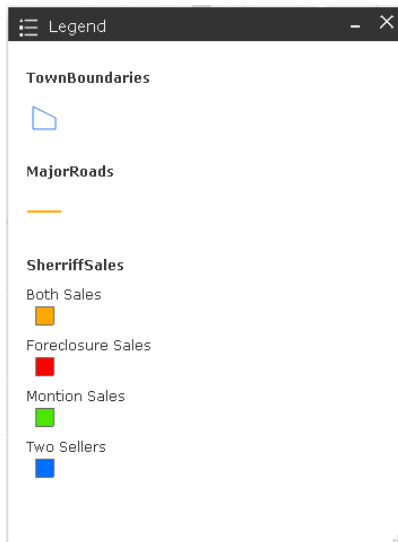 Legend
TownBoundaries
MajorRoads
SherriffSales
Both Sales
Foreclosure Sales
Montion Sales
Two Sellers